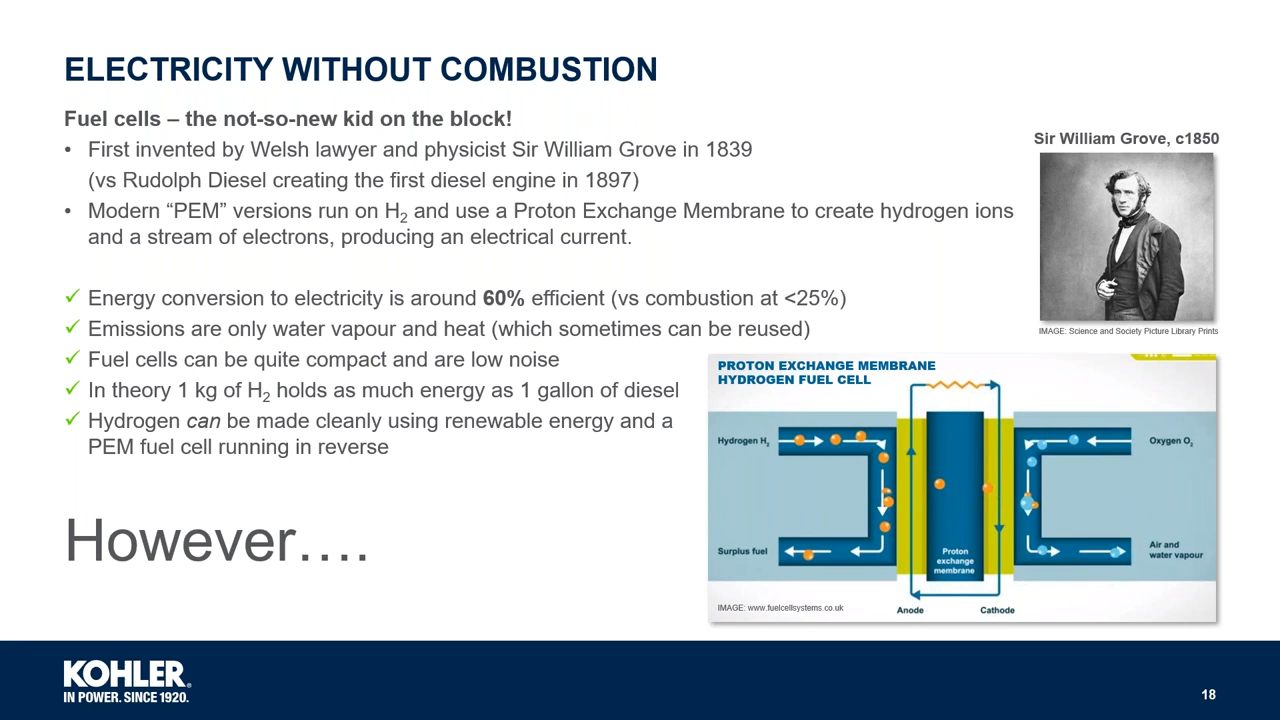 ELECTRICITY WITHOUT COMBUSTION
Fuel cells – the not-so-new kid on the block!
• First invented by Welsh lawyer and physicist Sir William Grove in 1839
(vs Rudolph Diesel creating the first diesel engine in 1897)
• Modern “PEM” versions run on H2 and use a Proton Exchange Membrane to create hydrogen ions
and a stream of electrons, producing an electrical current.
✓ Energy conversion to electricity is around 60% efficient (vs combustion at <25%)
✓ Emissions are only water vapour and heat (which sometimes can be reused)
✓ Fuel cells can be quite compact and are low noise
✓ In theory 1 kg of H2 holds as much energy as 1 gallon of diesel
✓ Hydrogen can be made cleanly using renewable energy and a
PEM fuel cell running in reverse
However….
Sir William Grove, c1850
IMAGE: Science and Society Picture Library Prints
PROTON EXCHANGE MEMBRANE
HYDROGEN FUEL CELL
Hydrogen H2
Oxygen O2
Surplus fuel
Proton
exchange
membrane
Air and
water vapour
IMAGE: www.fuelcellsystems.co.uk
Anode
Cathode
KOHLER®
IN POWER. SINCE 1920.
18